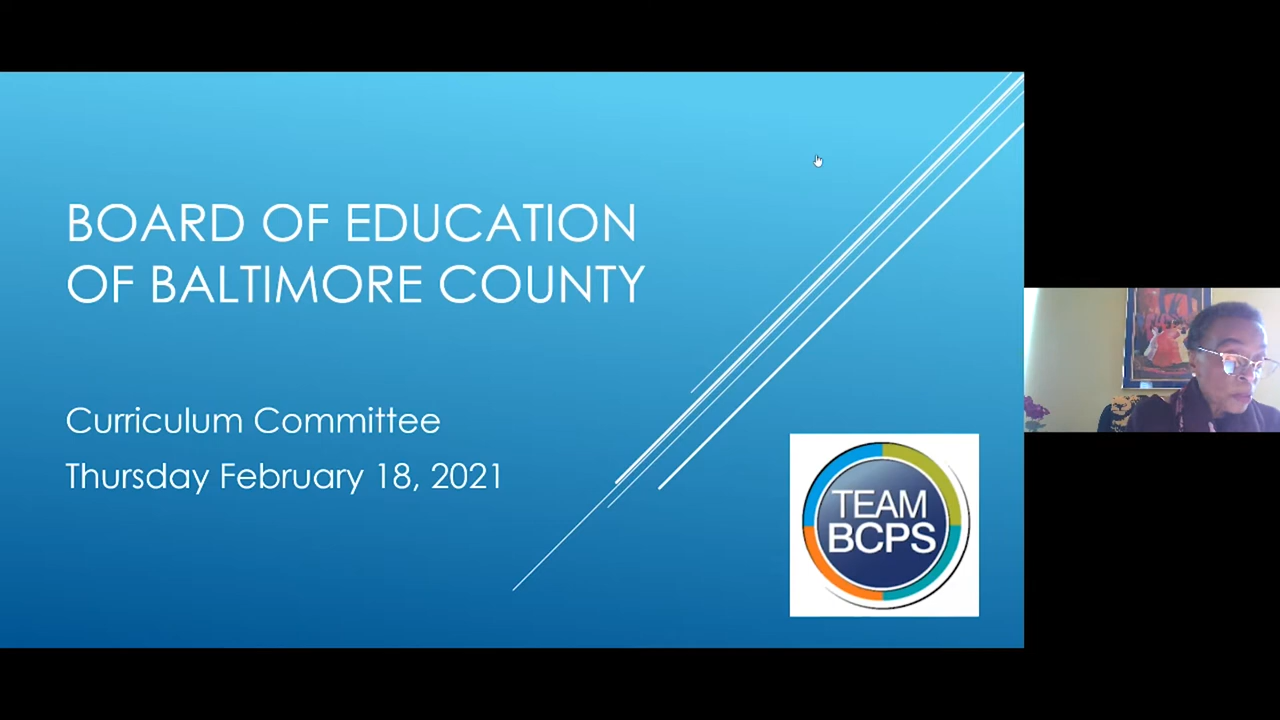 BOARD OF EDUCATION
OF BALTIMORE COUNTY
Curriculum Committee
Thursday February 18, 2021
TEAM
BCPS